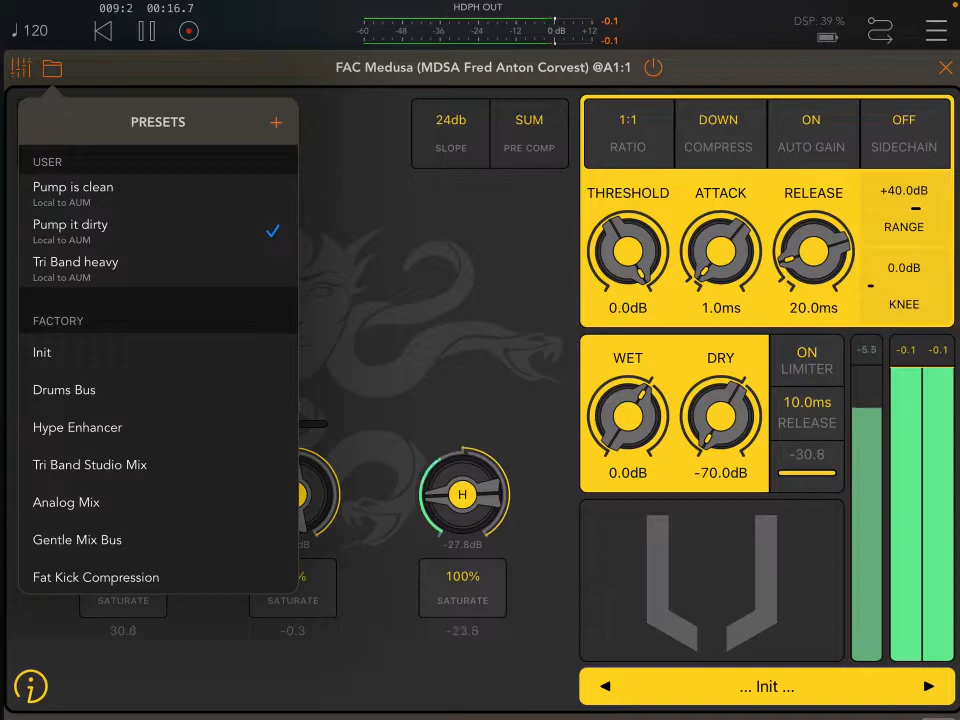 009:2 00:16.7
♩ 120
HDPH OUT
-60 -48 -36 -24 -12 0 dB +12
-0.1
-0.1
DSP: 39 %
FAC Medusa (MDSA Fred Anton Corvest) @A1:1
PRESETS +
USER
Pump is clean
Local to AUM
Pump it dirty
Local to AUM
Tri Band heavy
Local to AUM
FACTORY
Init
Drums Bus
Hype Enhancer
Tri Band Studio Mix
Analog Mix
Gentle Mix Bus
Fat Kick Compression
24db SUM
SLOPE PRE COMP
1:1 DOWN ON OFF
RATIO COMPRESS AUTO GAIN SIDECHAIN
THRESHOLD ATTACK RELEASE
0.0dB 1.0ms 20.0ms
+40.0dB
RANGE
0.0dB
KNEE
WET DRY
0.0dB -70.0dB
ON
LIMITER
10.0ms
RELEASE
-30.8
-5.5 -0.1 -0.1
H
dB -27.8dB
% 100%
SATURATE SATURATE SATURATE
-0.3 -23.8
... Init ...